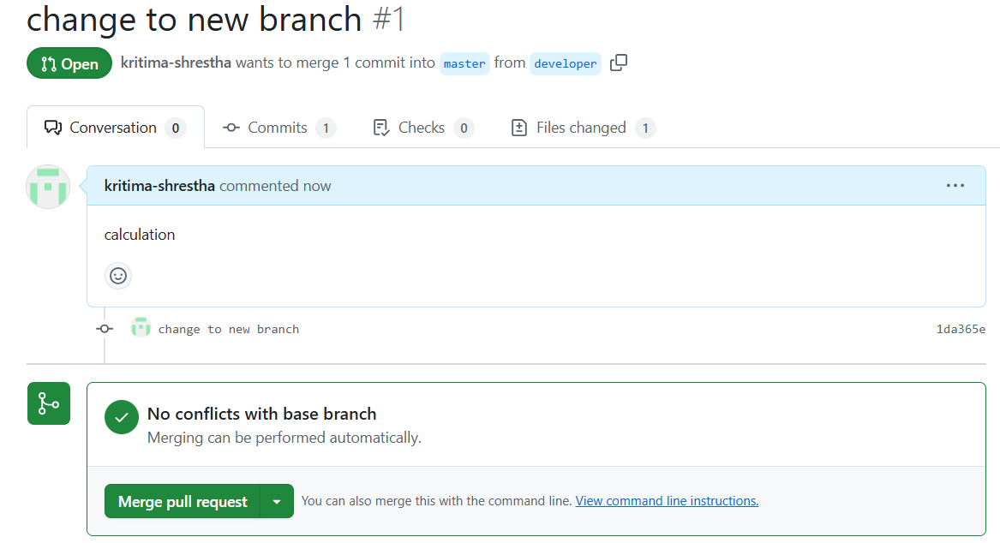 change to new branch #1
Open kritima-shrestha wants to merge 1 commit into master from developer
Conversation 0 Commits 1 Checks 0 Files changed 1
kritima-shrestha commented now
calculation
change to new branch 1da365e
No conflicts with base branch
Merging can be performed automatically.
Merge pull request You can also merge this with the command line. View command line instructions.